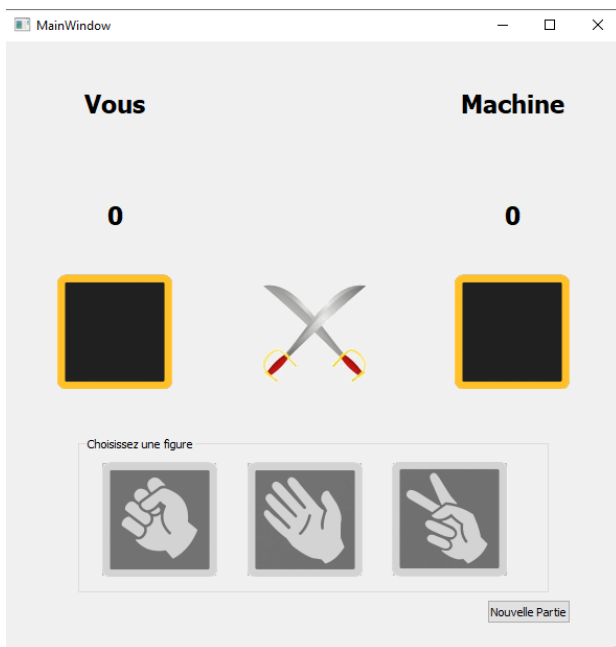 MainWindow
Vous
Machine
0
0
Choisissez une figure
Nouvelle Partie